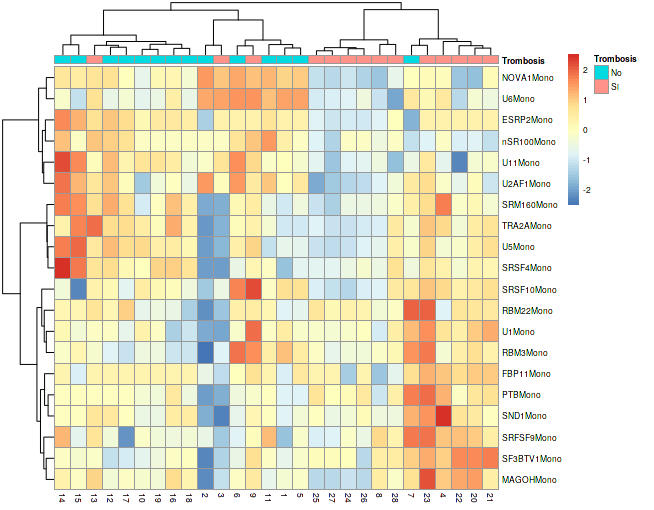 Trombosis
NOVA1Mono
U6Mono
ESRP2Mono
nSR100Mono
U11Mono
U2AF1Mono
SRM160Mono
TRA2AMono
U5Mono
SRSF4Mono
SRSF10Mono
RBM22Mono
U1Mono
RBM3Mono
FBP11Mono
PTBMono
SND1Mono
SRFSF9Mono
SF3BTV1Mono
MAGOHMono
14 15 13 12 17 10 19 16 18 2 3 6 9 11 1 5 25 27 24 26 8 28 7 23 4 22 20 21
2
1
0
-1
-2
Trombosis
No
SI